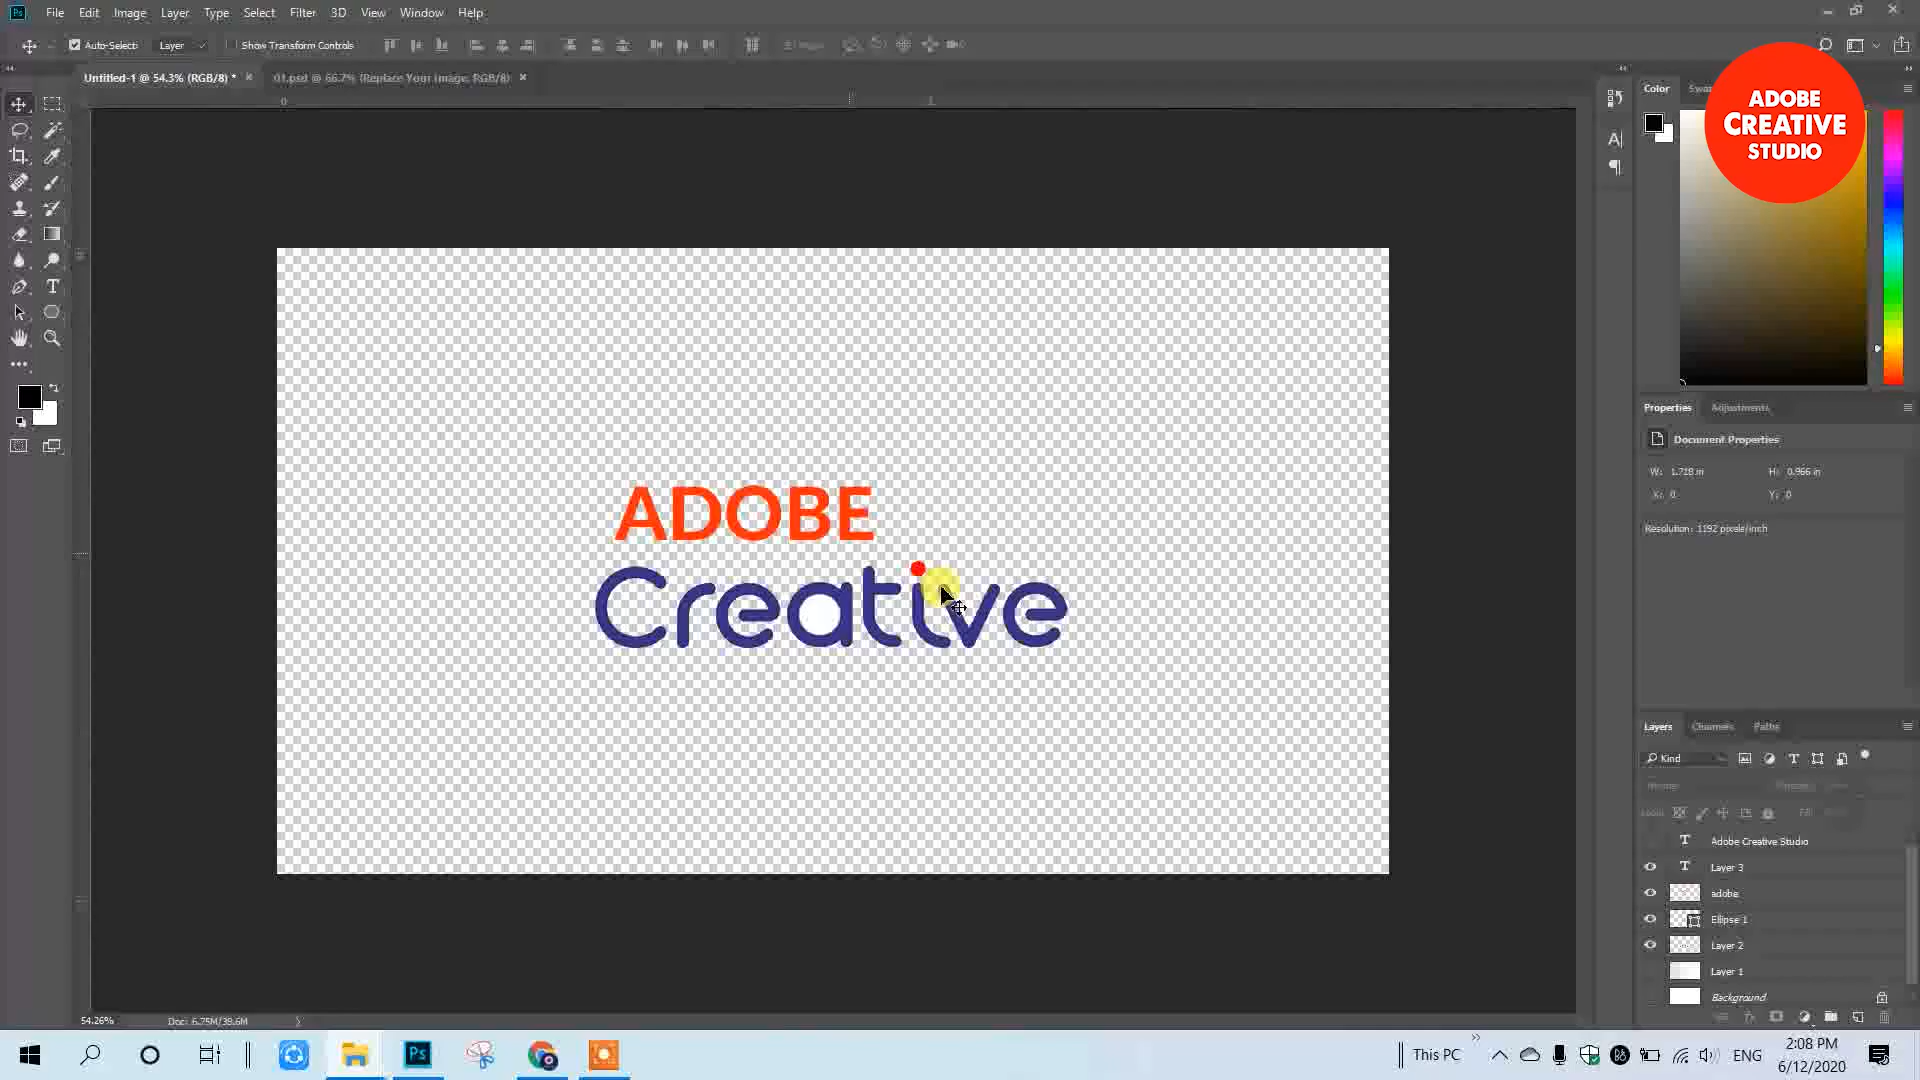 Ps File Edit Image Layer Type Select Filter 3D View Window Help
Auto-Select: Layer Show Transform Controls
Untitled-1 @ 54.3% (RGB/8) * × 01.psd @ 66.7% (Replace Your Image, RGB/8) ×
0 1
Color
ADOBE
CREATIVE
STUDIO
Properties Adjustments
Document Properties
W: 1.718 in H: 0.966 in
X: 0 Y: 0
Resolution: 1192 pixels/inch
ADOBE
Creative
Layers Channels Paths
Kind
Adobe Creative Studio
Layer 3
adobe
Ellipse 1
Layer 2
Layer 1
Background
54.26% Doc: 6.75M/39.6M
Ps This PC ENG 2:08 PM
6/12/2020